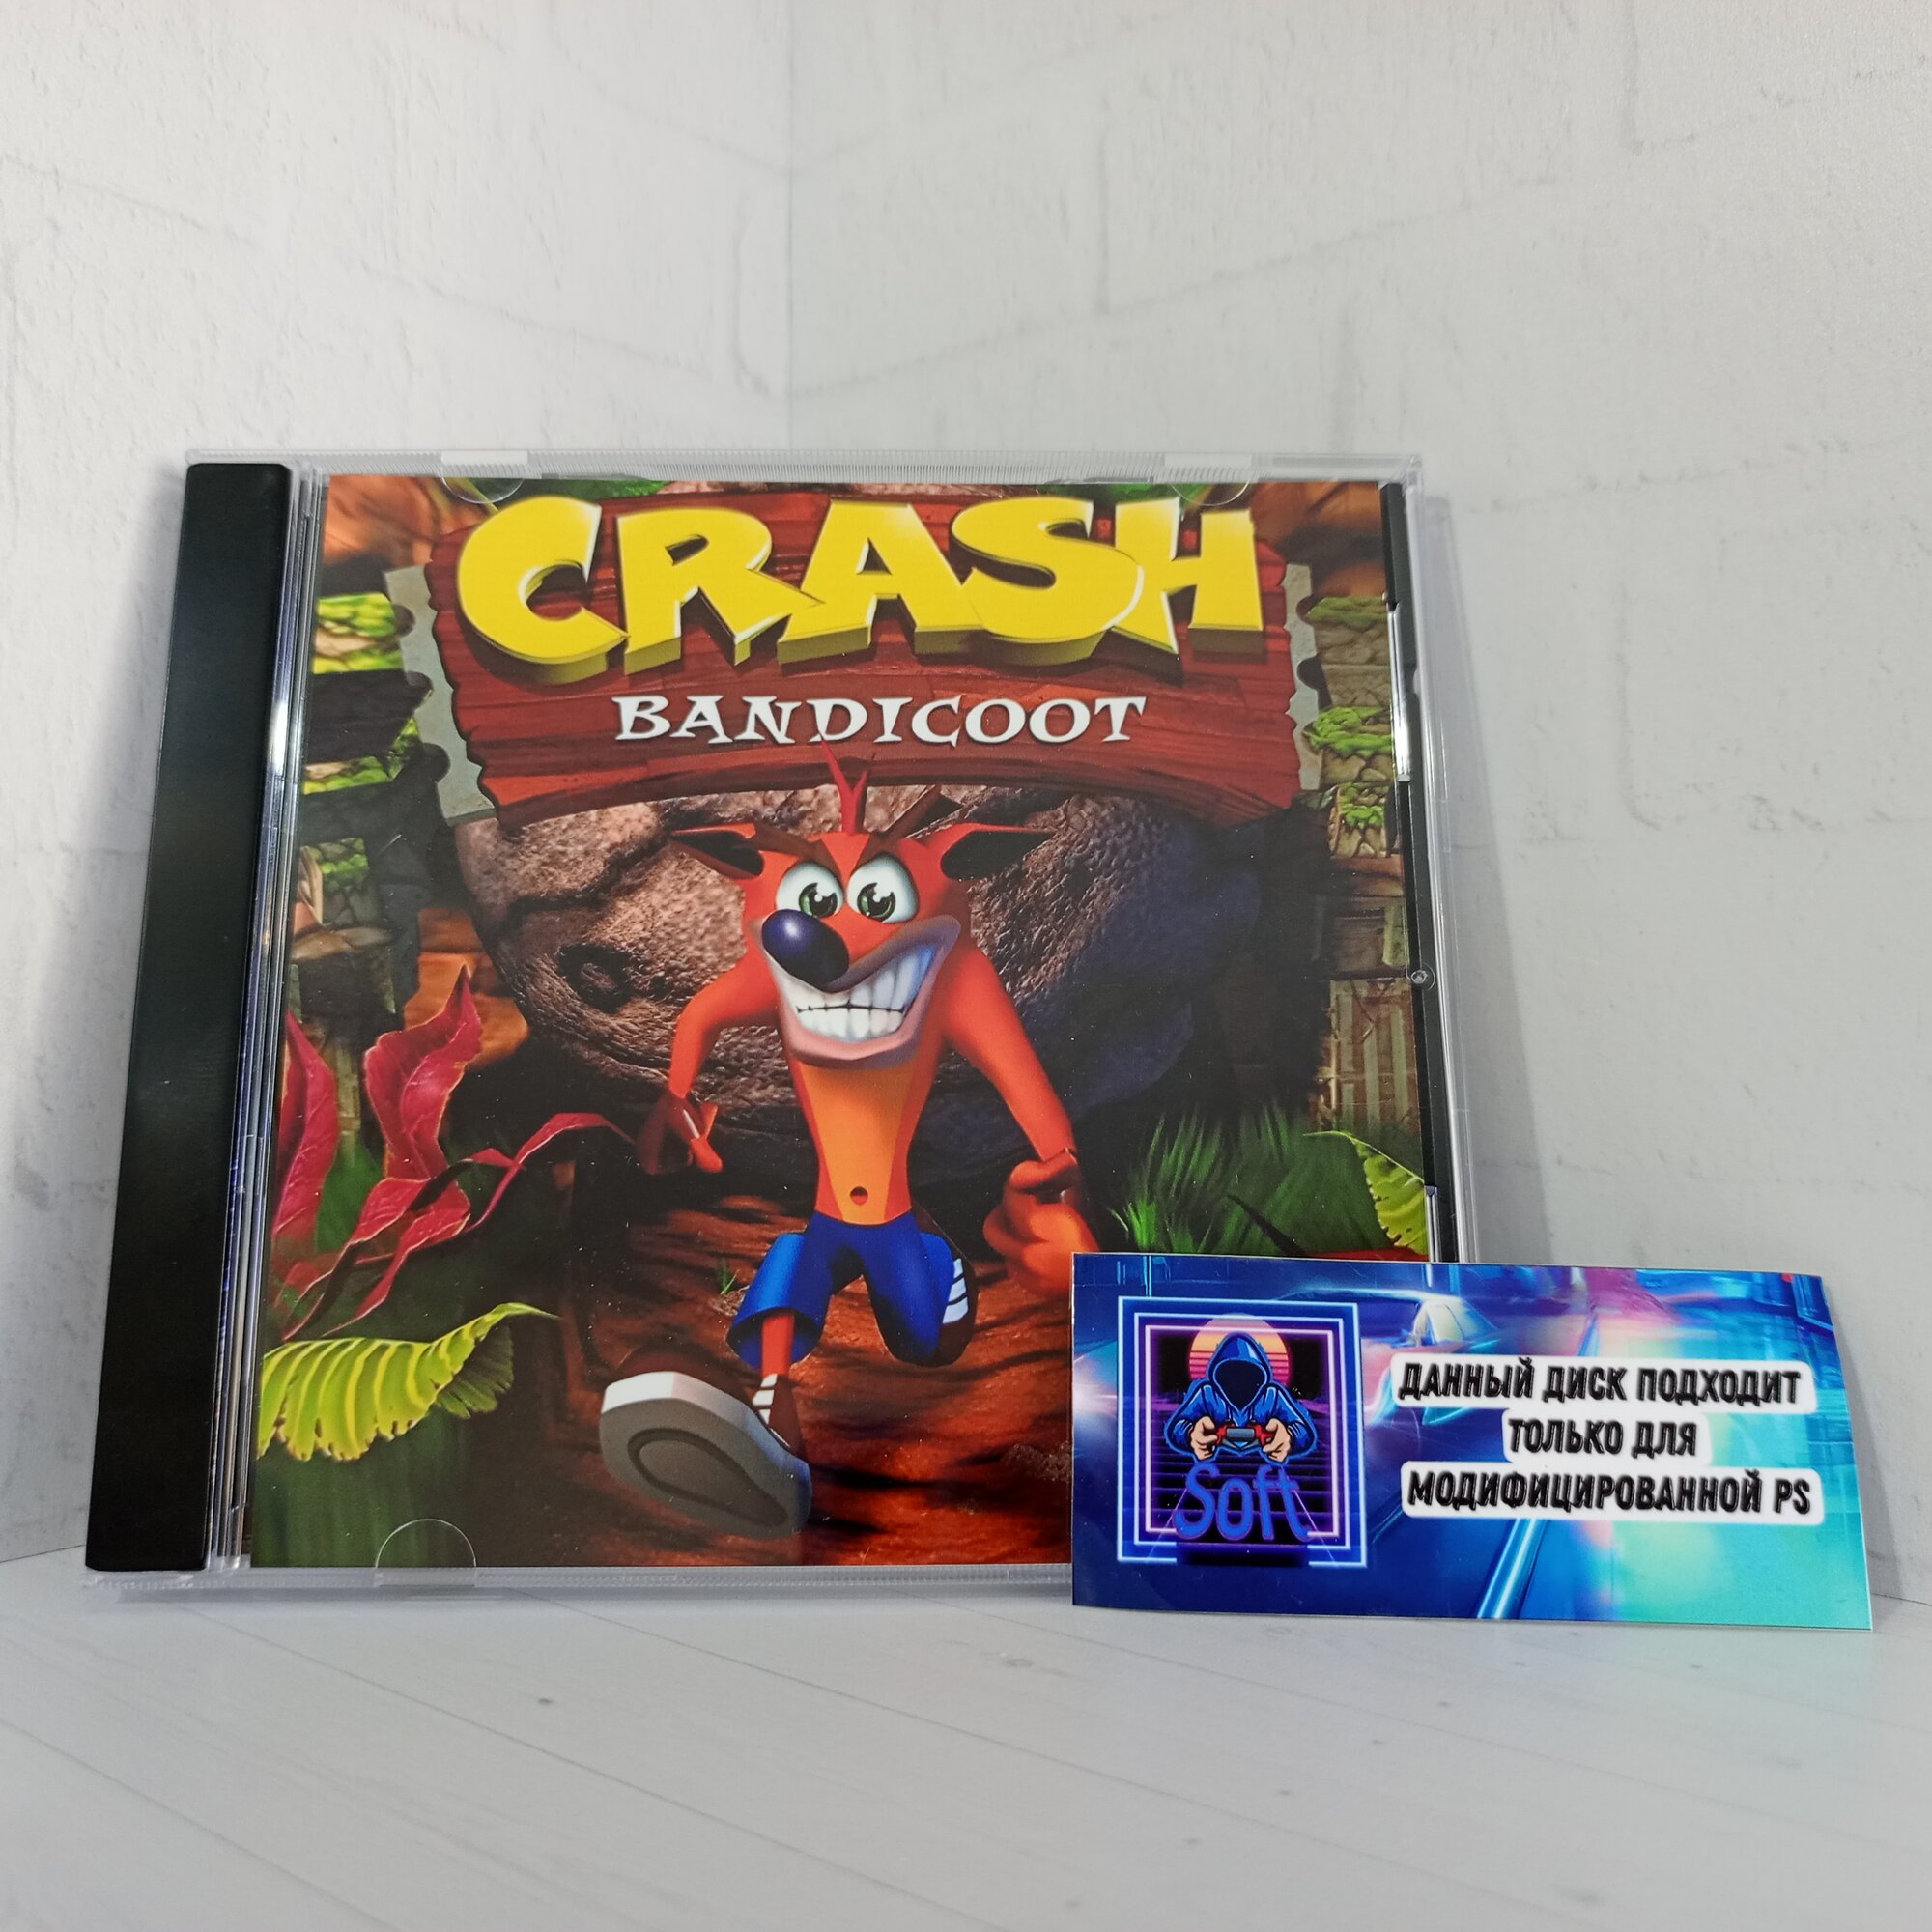 CRASH
BANDICOOT
ДАННЫЙ ДИСК ПОДХОДИТ
ТОЛЬКО ДЛЯ
МОДИФИЦИРОВАННОЙ PS
Soft